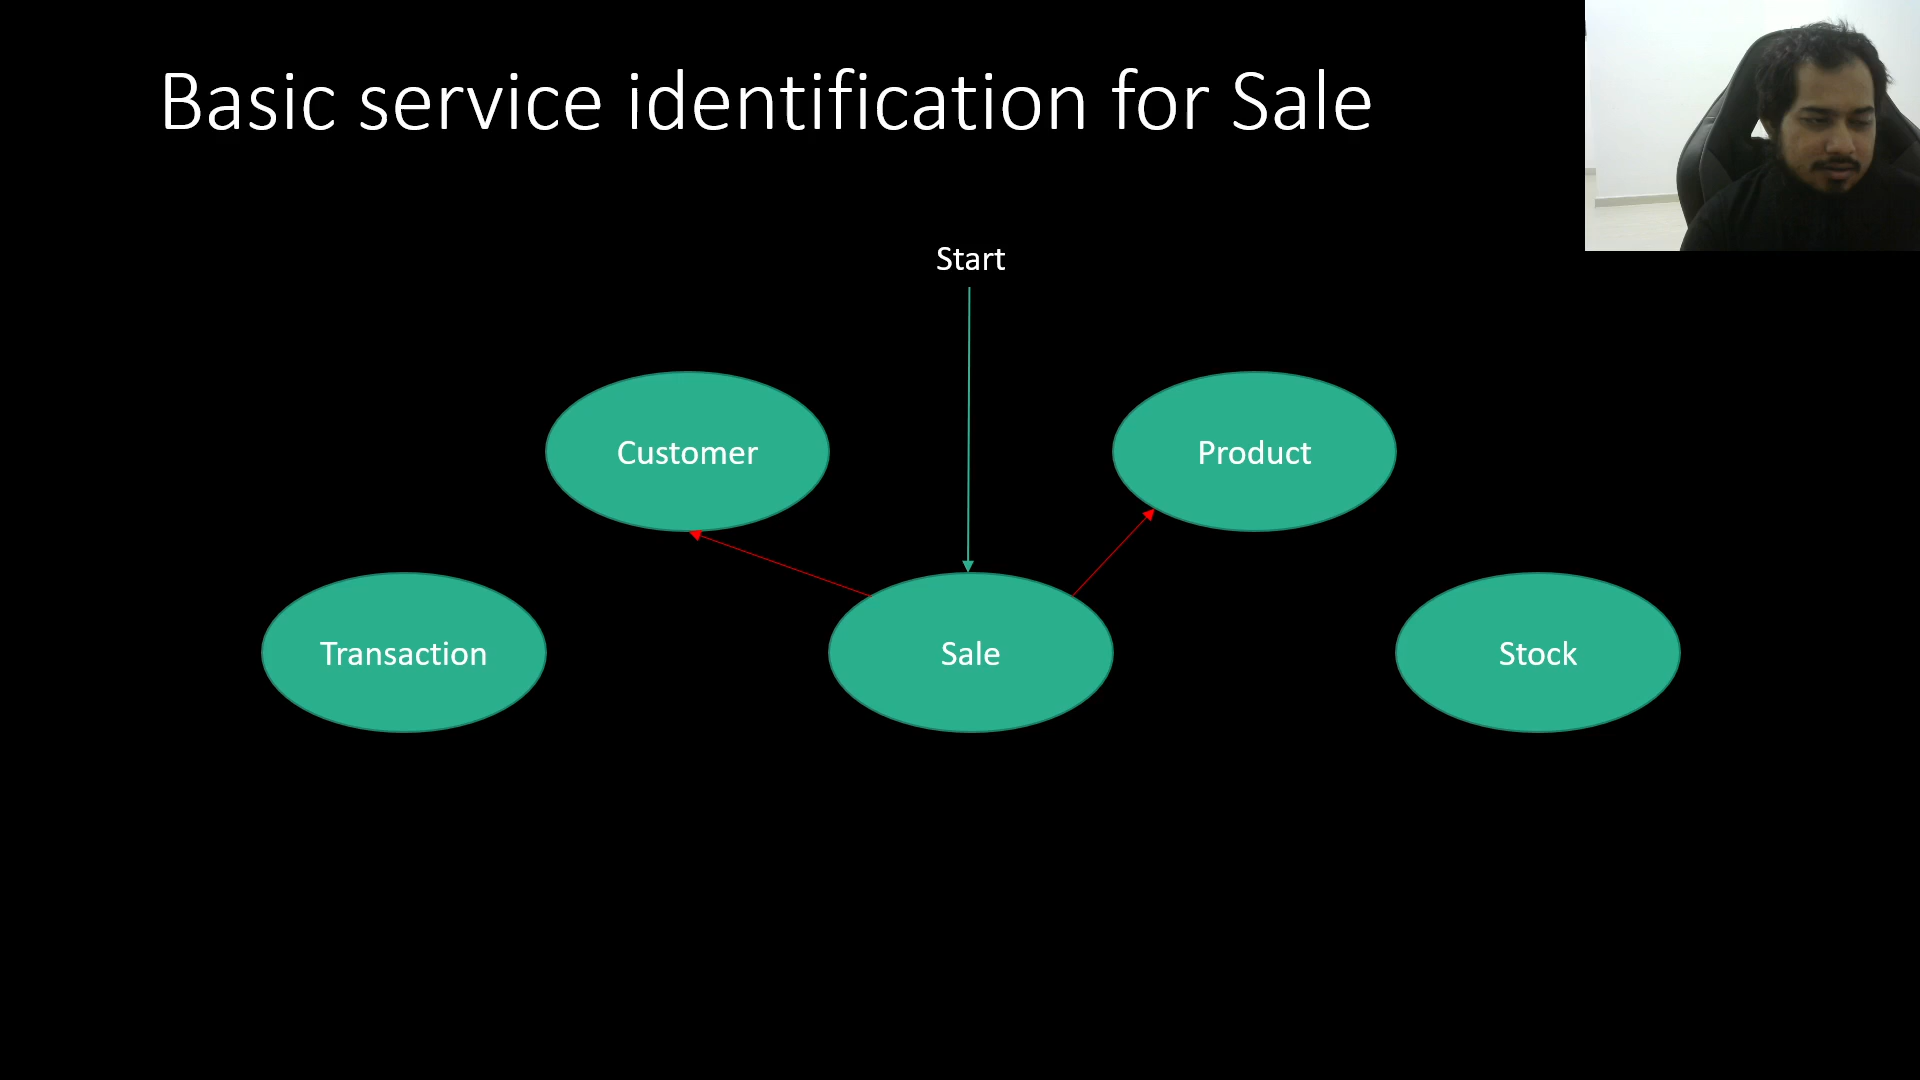 Basic service identification for Sale
Start
Customer
Product
Transaction
Sale
Stock